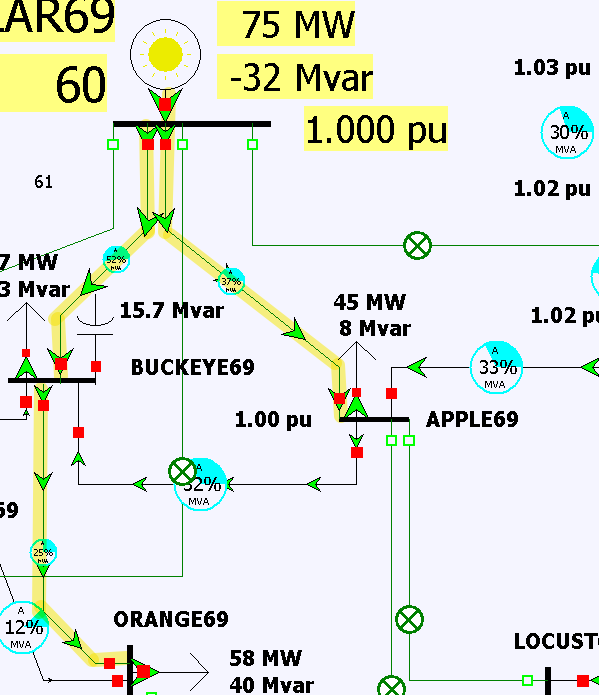 LAR69
75 MW
60
-32 Mvar
1.03 pu
1.000 pu
A
30%
MVA
61
1.02 pu
A
52%
MVA
7 MW
3 Mvar
A
37%
MVA
15.7 Mvar
45 MW
8 Mvar
1.02 pu
A
33%
MVA
BUCKEYE69
1.00 pu
APPLE69
A
52%
MVA
69
A
25%
MVA
A
12%
MVA
ORANGE69
58 MW
40 Mvar
LOCUST